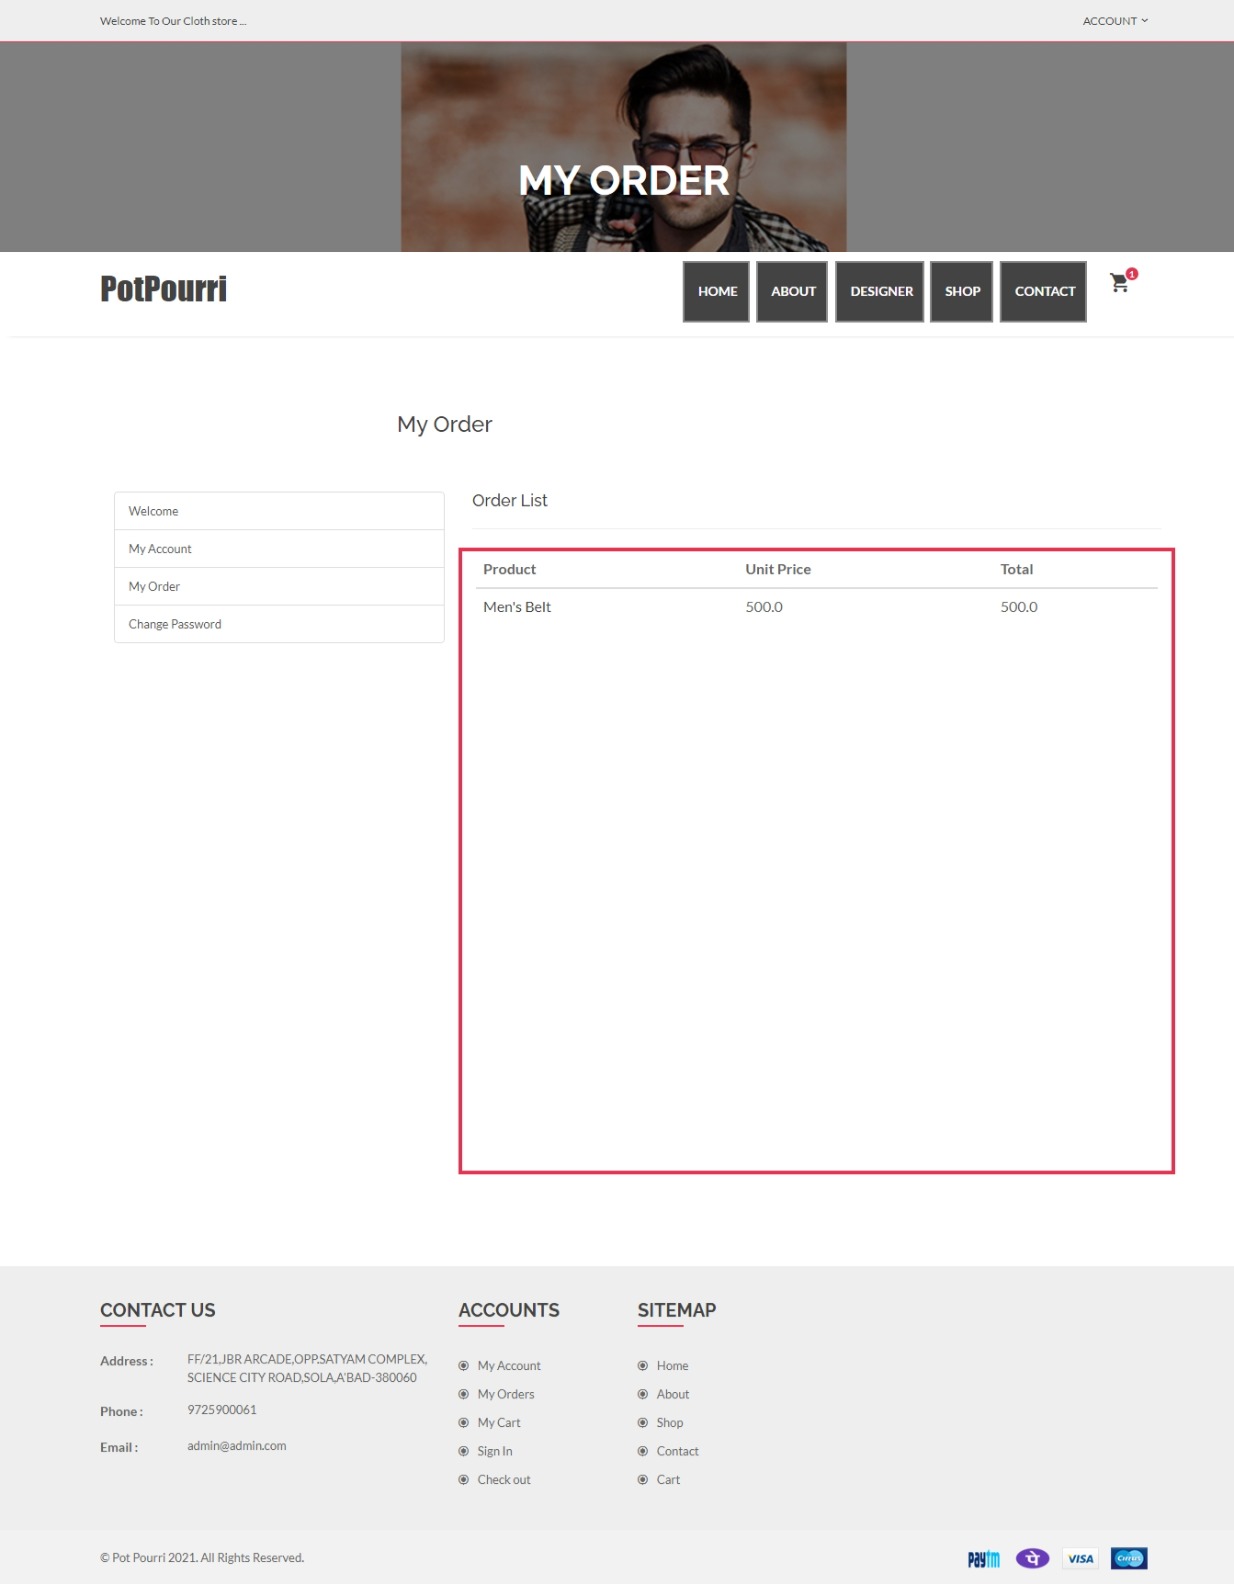 Welcome To Our Cloth store ...
ACCOUNT
MY ORDER
PotPourri
HOME
ABOUT
DESIGNER
SHOP
CONTACT
1
My Order
Welcome
My Account
My Order
Change Password
Order List
Product Unit Price Total
Men's Belt 500.0 500.0
CONTACT US
Address :
FF/21,JBR ARCADE,OPP.SATYAM COMPLEX,
SCIENCE CITY ROAD,SOLA,A'BAD-380060
Phone :
9725900061
Email :
admin@admin.com
ACCOUNTS
My Account
My Orders
My Cart
Sign In
Check out
SITEMAP
Home
About
Shop
Contact
Cart
© Pot Pourri 2021. All Rights Reserved.
paytm
पे
VISA
CIRRUS